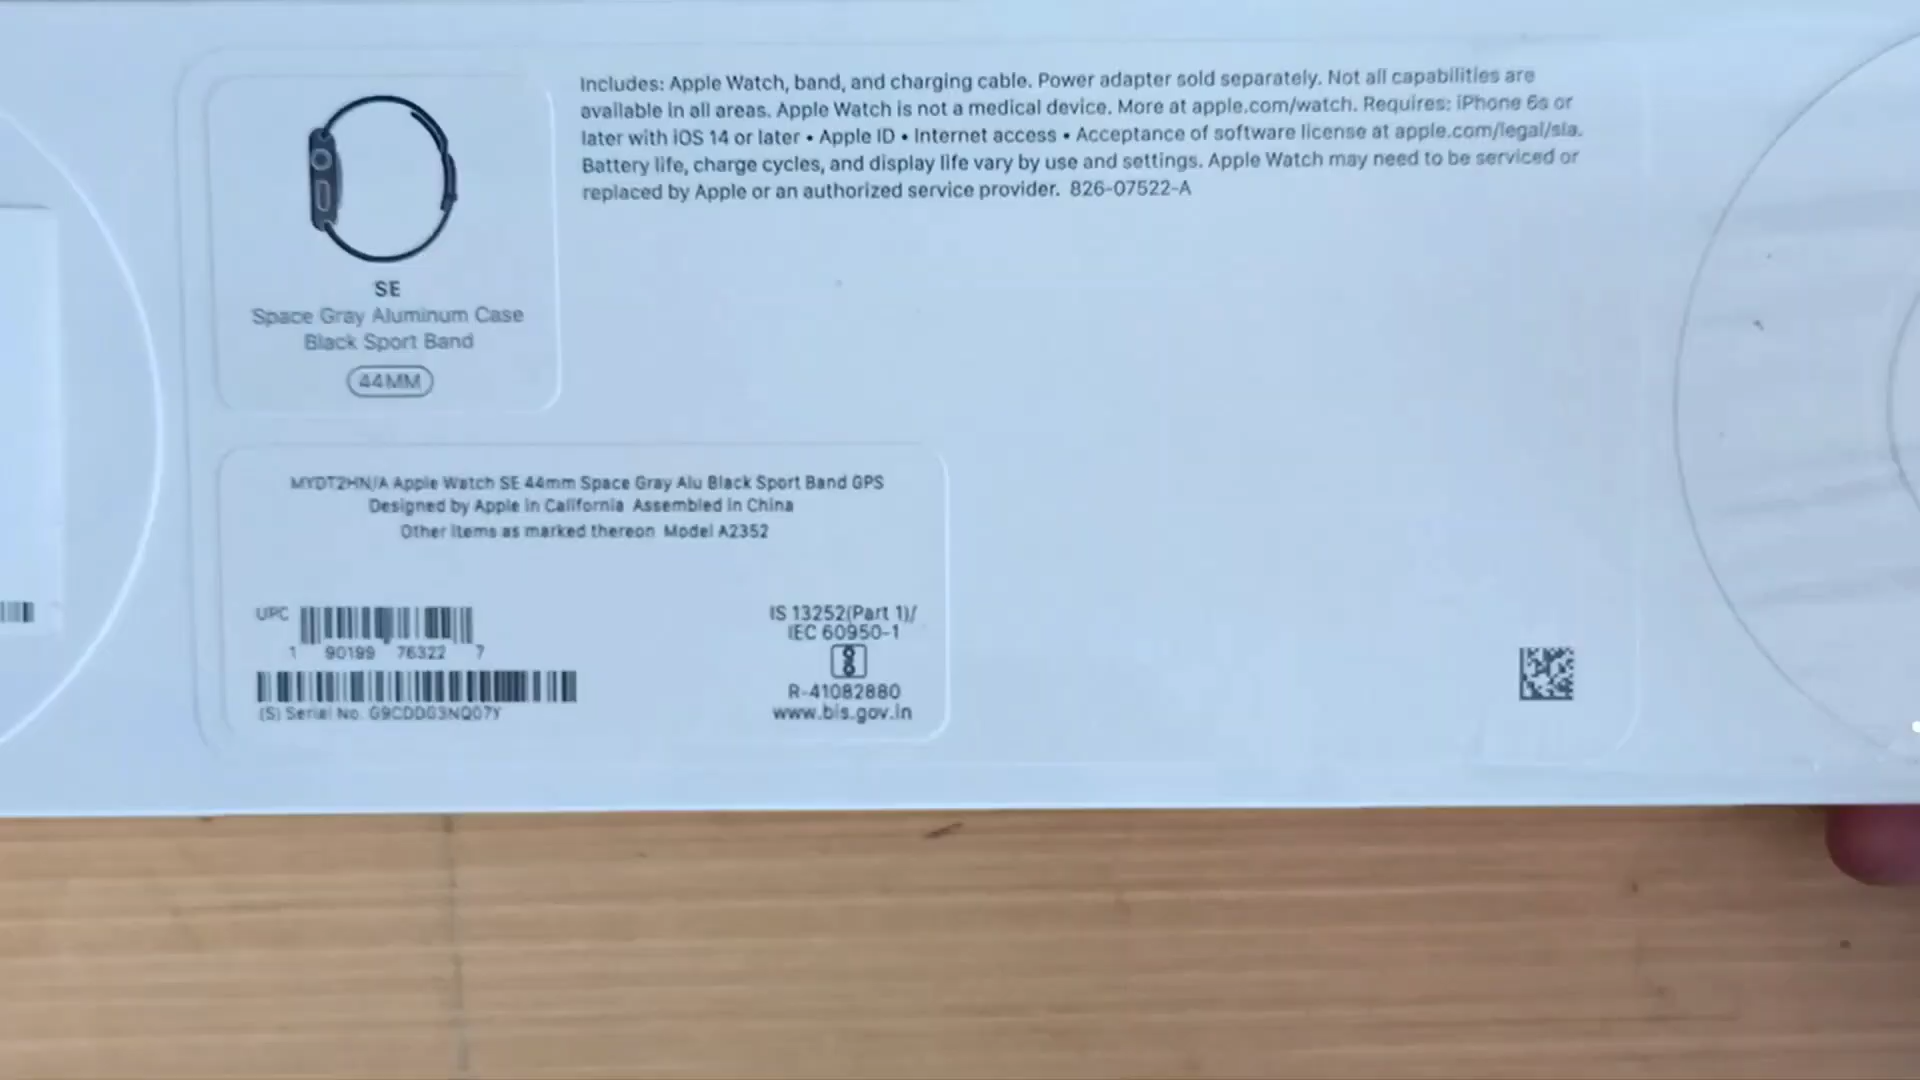 Includes: Apple Watch, band, and charging cable. Power adapter sold separately. Not all capabilities are
available in all areas. Apple Watch is not a medical device. More at apple.com/watch. Requires: iPhone 6s or
later with iOS 14 or later • Apple ID • Internet access • Acceptance of software license at apple.com/legal/sla.
Battery life, charge cycles, and display life vary by use and settings. Apple Watch may need to be serviced or
replaced by Apple or an authorized service provider. 826-07522-A
SE
Space Gray Aluminum Case
Black Sport Band
44MM
MYDT2HN/A Apple Watch SE 44mm Space Gray Alu Black Sport Band GPS
Designed by Apple in California Assembled in China
Other items as marked thereon Model A2352
UPC
1 90199 76322 7
(S) Serial No. G9CDDG3NQ07Y
IS 13252(Part 1)/
IEC 60950-1
R-41082880
www.bis.gov.in